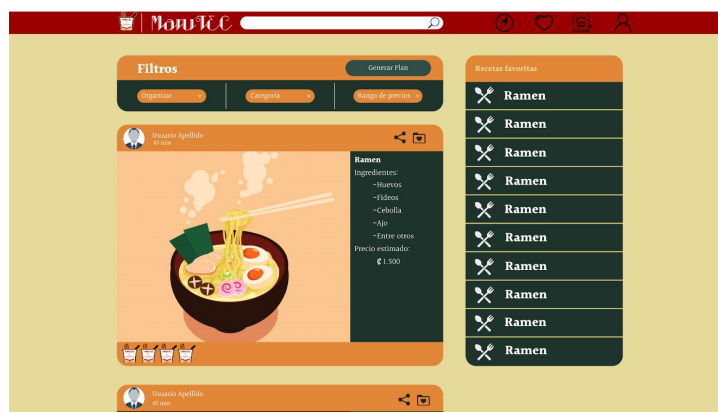 MaruTEC
Filtros
Generar Plan
Organizar
Categoría
Rango de precios
Usuario Apellido
45 min
Ramen
Ingredientes:
-Huevos
-Fideos
-Cebolla
-Ajo
-Entre otros
Precio estimado:
₡ 1.500
Usuario Apellido
45 min
Recetas favoritas
Ramen
Ramen
Ramen
Ramen
Ramen
Ramen
Ramen
Ramen
Ramen
Ramen